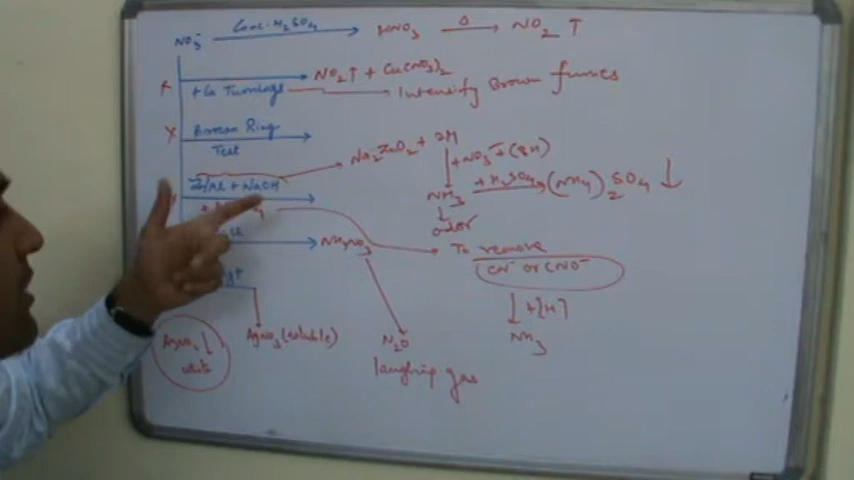 NO3⁻ Conc. H2SO4 → HNO3 Δ → NO2 ↑
x +Cu Turnings → NO2↑ + Cu(NO3)2
→ Intensify Brown fumes
x Brown Ring Test →
Zn/Al + NaOH → Na2ZnO2 + 2H
+NO3⁻+(8H)
NH3 + H2SO4 → (NH4)2SO4 ↓
↓
odor
→ NH4NO3
→ To remove
CN⁻ or CNO⁻
↓ +[H]
NH3
AgNO3 (soluble)
N2O
laughing gas
AgNO2 ↓
white